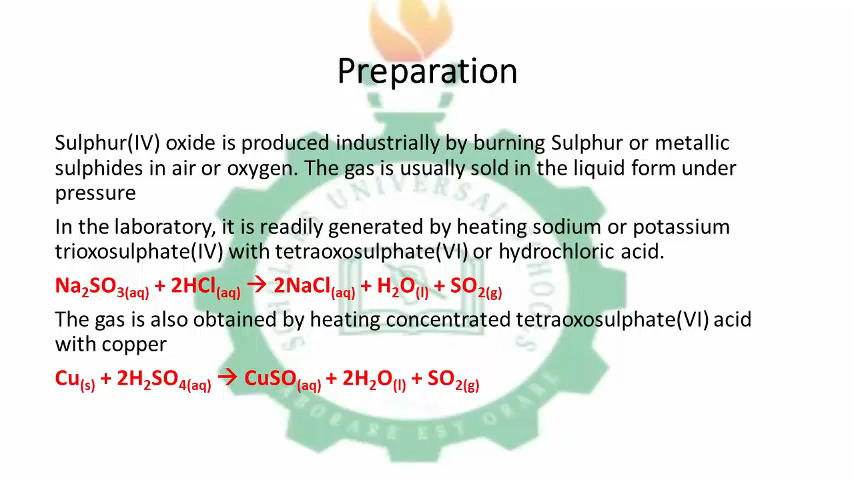 Preparation
Sulphur(IV) oxide is produced industrially by burning Sulphur or metallic
sulphides in air or oxygen. The gas is usually sold in the liquid form under
pressure
In the laboratory, it is readily generated by heating sodium or potassium
trioxosulphate(IV) with tetraoxosulphate(VI) or hydrochloric acid.
Na₂SO₃₍aq₎ + 2HCl₍aq₎ → 2NaCl₍aq₎ + H₂O₍l₎ + SO₂₍g₎
The gas is also obtained by heating concentrated tetraoxosulphate(VI) acid
with copper
Cu₍s₎ + 2H₂SO₄₍aq₎ → CuSO₍aq₎ + 2H₂O₍l₎ + SO₂₍g₎